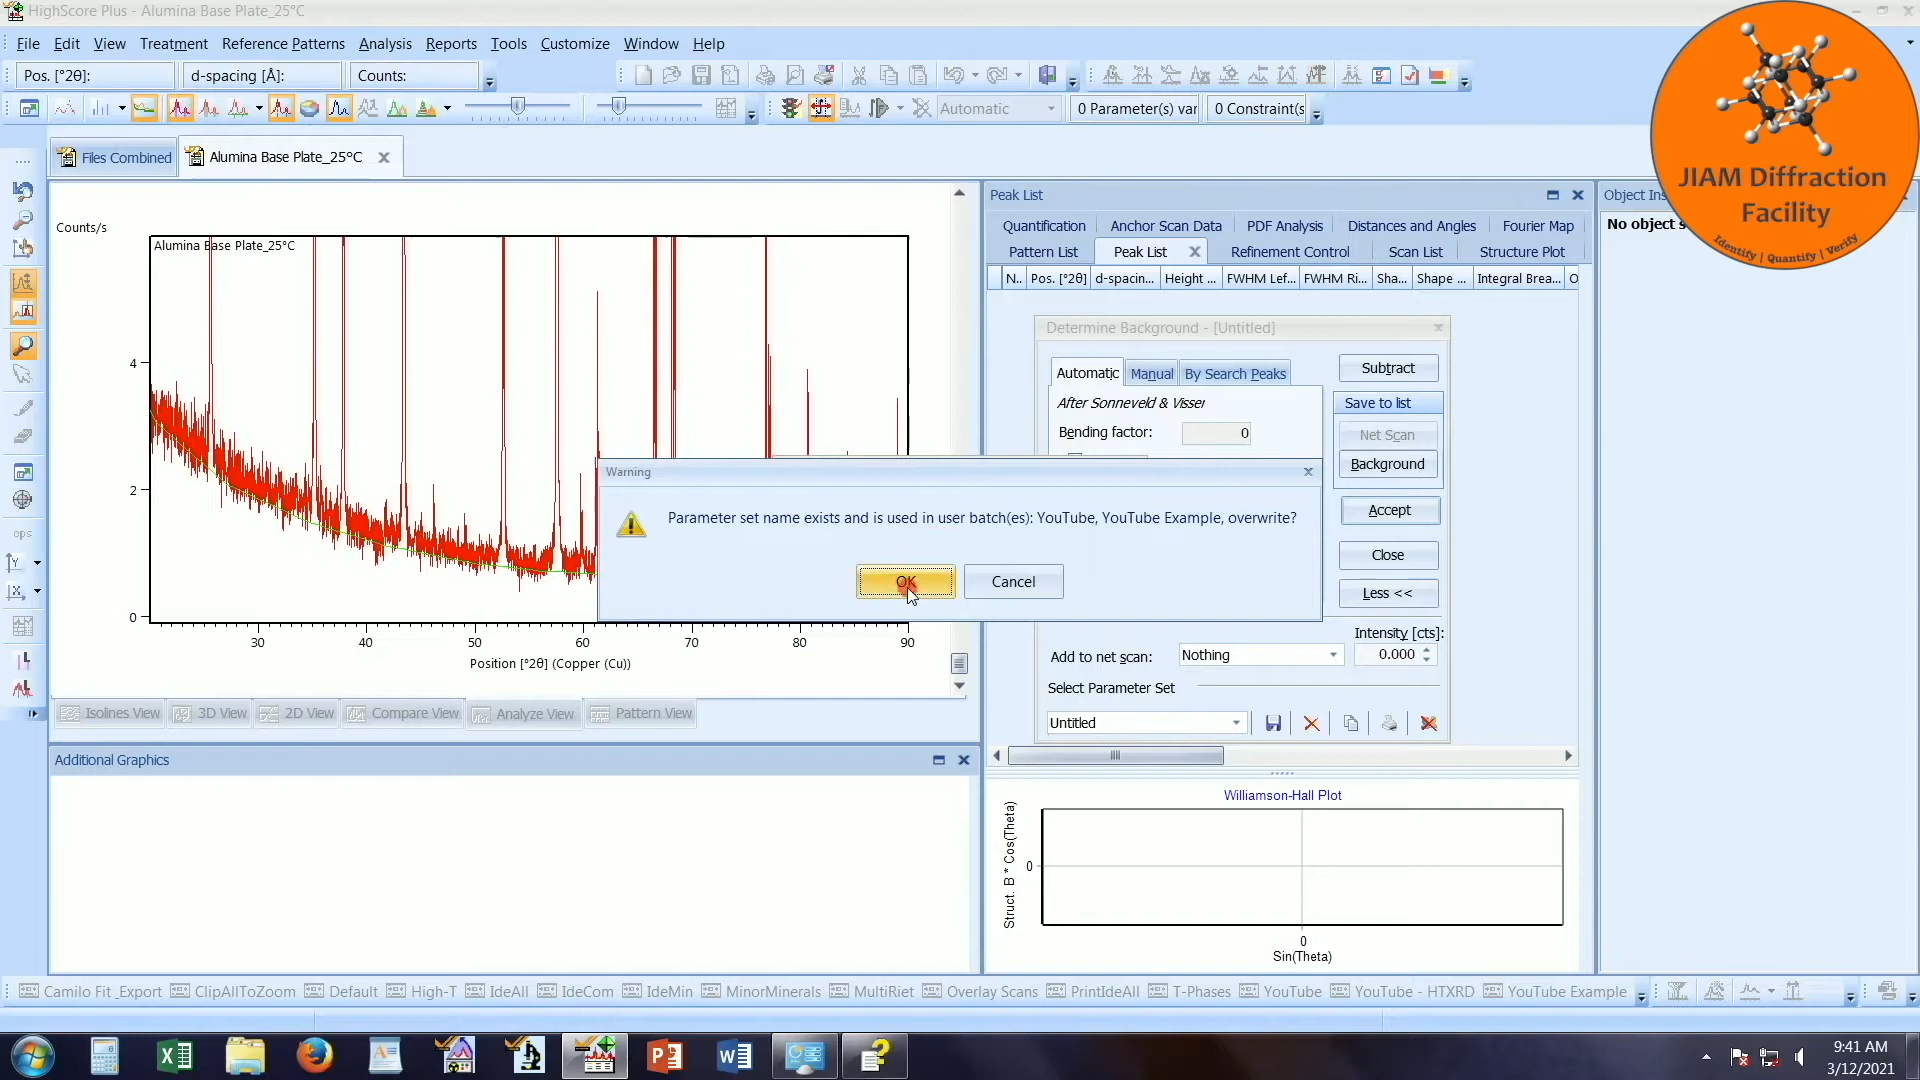 HighScore Plus - Alumina Base Plate_25°C
File Edit View Treatment Reference Patterns Analysis Reports Tools Customize Window Help
Pos. [°2θ]: d-spacing [Å]: Counts:
Automatic 0 Parameter(s) var 0 Constraint(s
Files Combined Alumina Base Plate_25°C
JIAM Diffraction
Facility
Identify | Quantify | Verify
Peak List
Object Ins
No object s
Quantification Anchor Scan Data PDF Analysis Distances and Angles Fourier Map
Pattern List Peak List Refinement Control Scan List Structure Plot
N.. Pos. [°2θ] d-spacin... Height ... FWHM Lef... FWHM Ri... Sha... Shape ... Integral Brea... O
Counts/s
Alumina Base Plate_25°C
4
2
0
30 40 50 60 70 80 90
Position [°2θ] (Copper (Cu))
cps
Determine Background - [Untitled]
Automatic Manual By Search Peaks
After Sonneveld & Visser
Bending factor: 0
Subtract
Save to list
Net Scan
Background
Accept
Close
Less <<
Warning
Parameter set name exists and is used in user batch(es): YouTube, YouTube Example, overwrite?
OK Cancel
Intensity [cts]:
Add to net scan: Nothing 0.000
Select Parameter Set
Untitled
Isolines View 3D View 2D View Compare View Analyze View Pattern View
Additional Graphics
Williamson-Hall Plot
Struct. B * Cos(Theta)
0
0
Sin(Theta)
Camilo Fit _Export ClipAllToZoom Default High-T IdeAll IdeCom IdeMin MinorMinerals MultiRiet Overlay Scans PrintIdeAll T-Phases YouTube YouTube - HTXRD YouTube Example
9:41 AM
3/12/2021